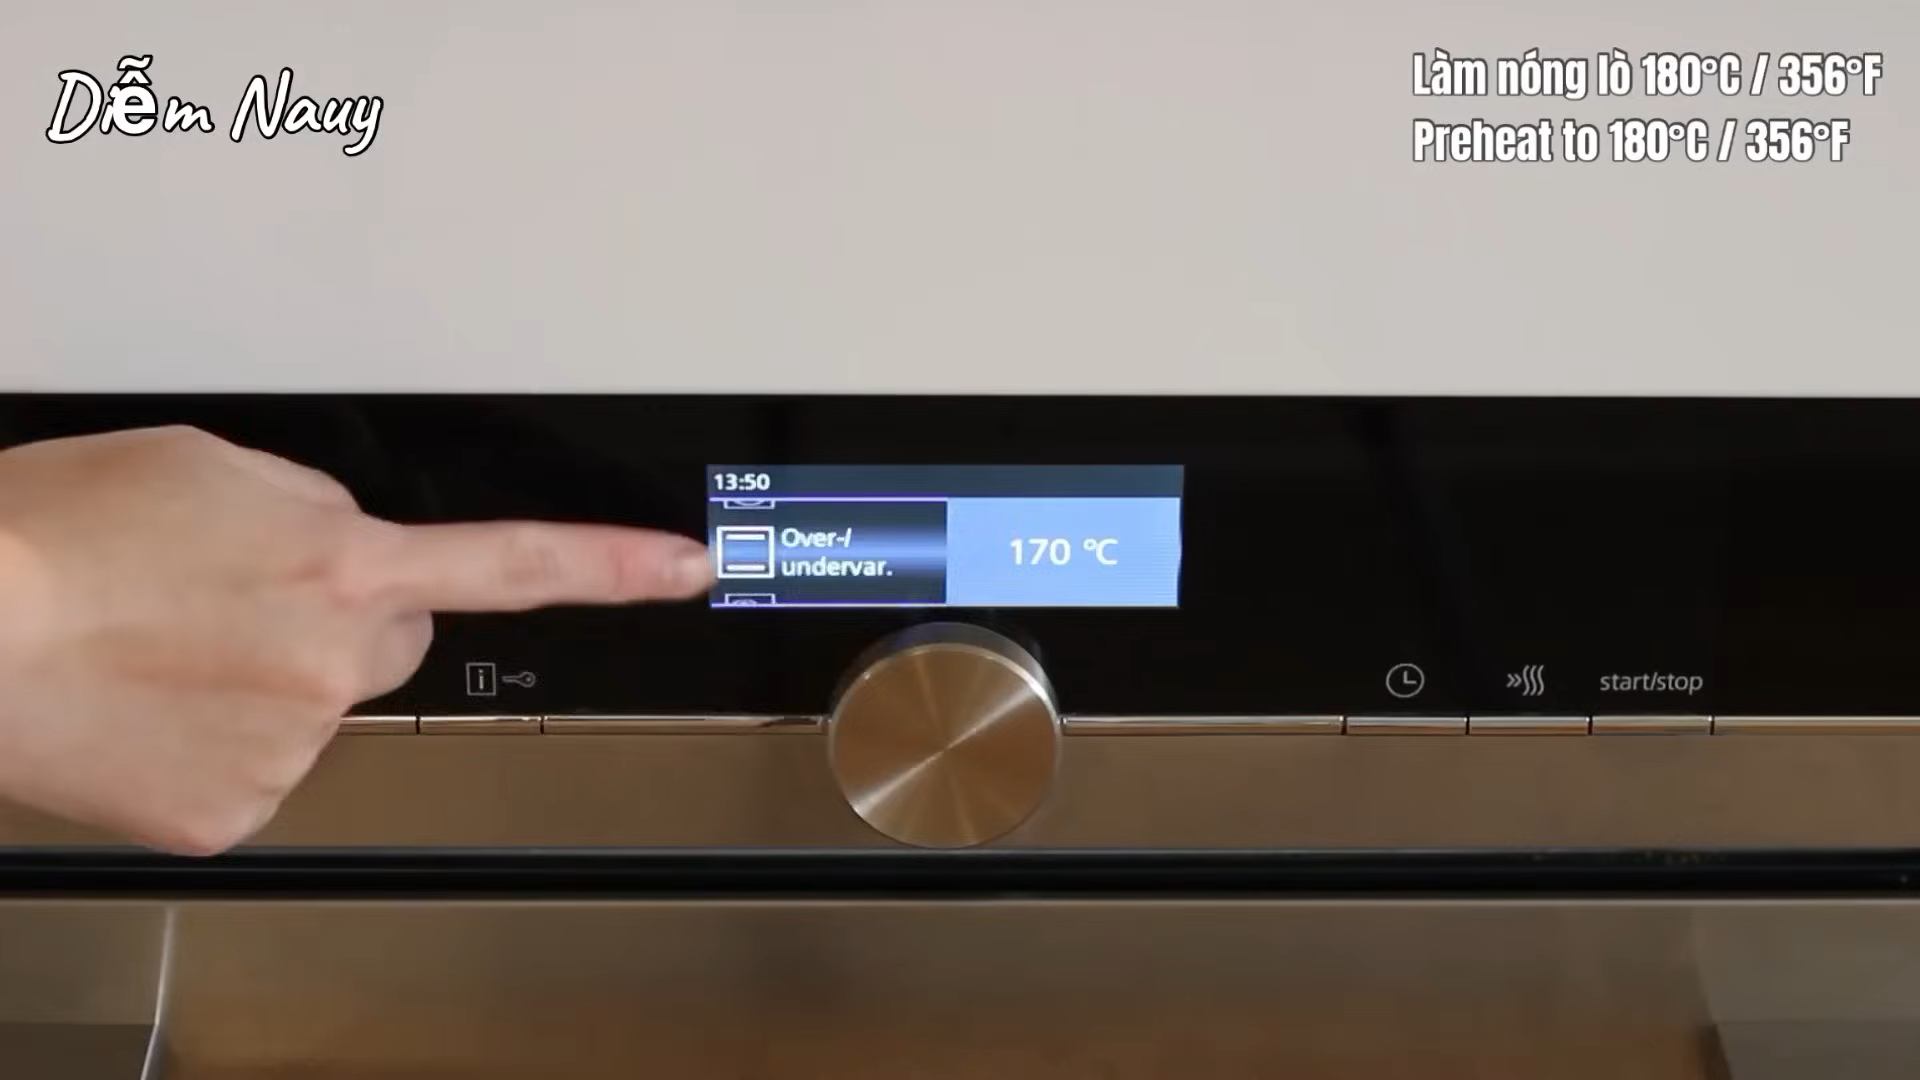 Diễm Nauy
Làm nóng lò 180°C / 356°F
Preheat to 180°C / 356°F
13:50
Over-/
undervar.
170 °C
i
start/stop